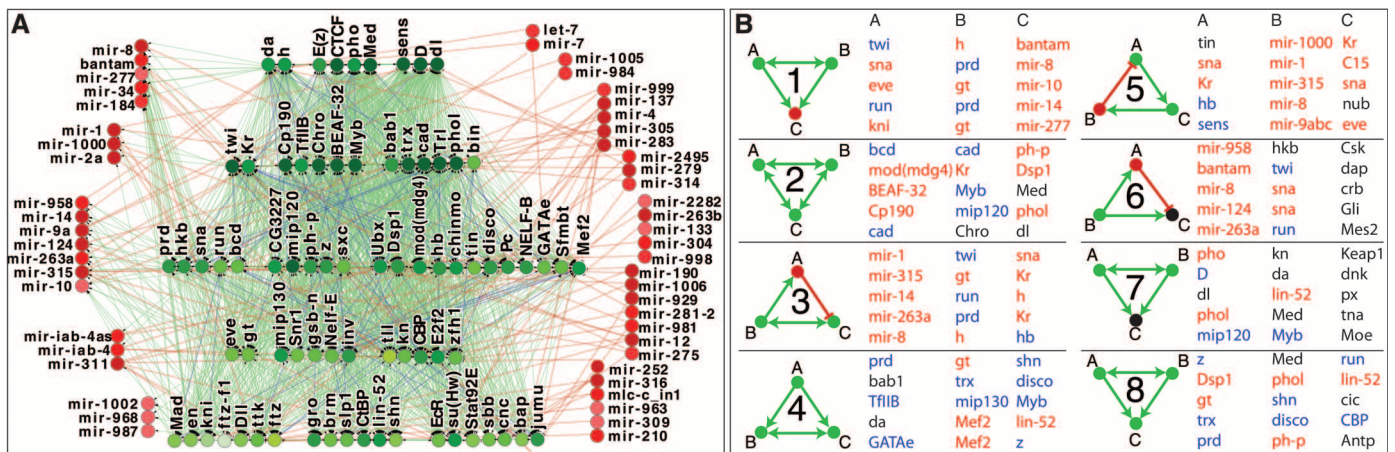 A
mir-8
bantam
mir-277
mir-34
mir-184
mir-1
mir-1000
mir-2a
mir-958
mir-14
mir-9a
mir-124
mir-263a
mir-315
mir-10
mir-iab-4as
mir-iab-4
mir-311
mir-1002
mir-968
mir-987
da h E(z) CTCF pho Med sens D dl
twi Kr Cp190 TfIIB Chro BEAF-32 Myb bab1 trx cad Trl phol bin
prd hkb sna run bcd CG3227 mip120 ph-p z sxc Ubx Dsp1 mod(mdg4) hb chinmo tin disco Pc NELF-B GATAe Sfmbt Mef2
eve gt mip130 Snr1 gsb-n Nelf-E inv tll kn CBP E2f2 zfh1
Mad en kni ftz-f1 Dll ttk ftz gro brm slp1 CtBP lin-52 shn EcR su(Hw) Stat92E sbb cnc bap jumu
let-7
mir-7
mir-1005
mir-984
mir-999
mir-137
mir-4
mir-305
mir-283
mir-2495
mir-279
mir-314
mir-2282
mir-263b
mir-133
mir-304
mir-998
mir-190
mir-1006
mir-929
mir-281-2
mir-981
mir-12
mir-275
mir-252
mir-316
mlc-c_in1
mir-963
mir-309
mir-210
B
A B C
A B
1
C
twi h bantam
sna prd mir-8
eve gt mir-10
run prd mir-14
kni gt mir-277
A B
2
C
bcd cad ph-p
mod(mdg4) Kr Dsp1
BEAF-32 Myb Med
Cp190 mip120 phol
cad Chro dl
A
3
B C
mir-1 twi sna
mir-315 gt Kr
mir-14 run h
mir-263a prd Kr
mir-8 h hb
A
4
B C
prd gt shn
bab1 trx disco
TfIIB mip130 Myb
da Mef2 lin-52
GATAe Mef2 z
A B C
A
5
B C
tin mir-1000 Kr
sna mir-1 C15
Kr mir-315 sna
hb mir-8 nub
sens mir-9abc eve
A
6
B C
mir-958 hkb Csk
bantam twi dap
mir-8 sna crb
mir-124 sna Gli
mir-263a run Mes2
A B
7
C
pho kn Keap1
D da dnk
dl lin-52 px
phol Med tna
mip120 Myb Moe
A B
8
C
z Med run
Dsp1 phol lin-52
gt shn cic
trx disco CBP
prd ph-p Antp